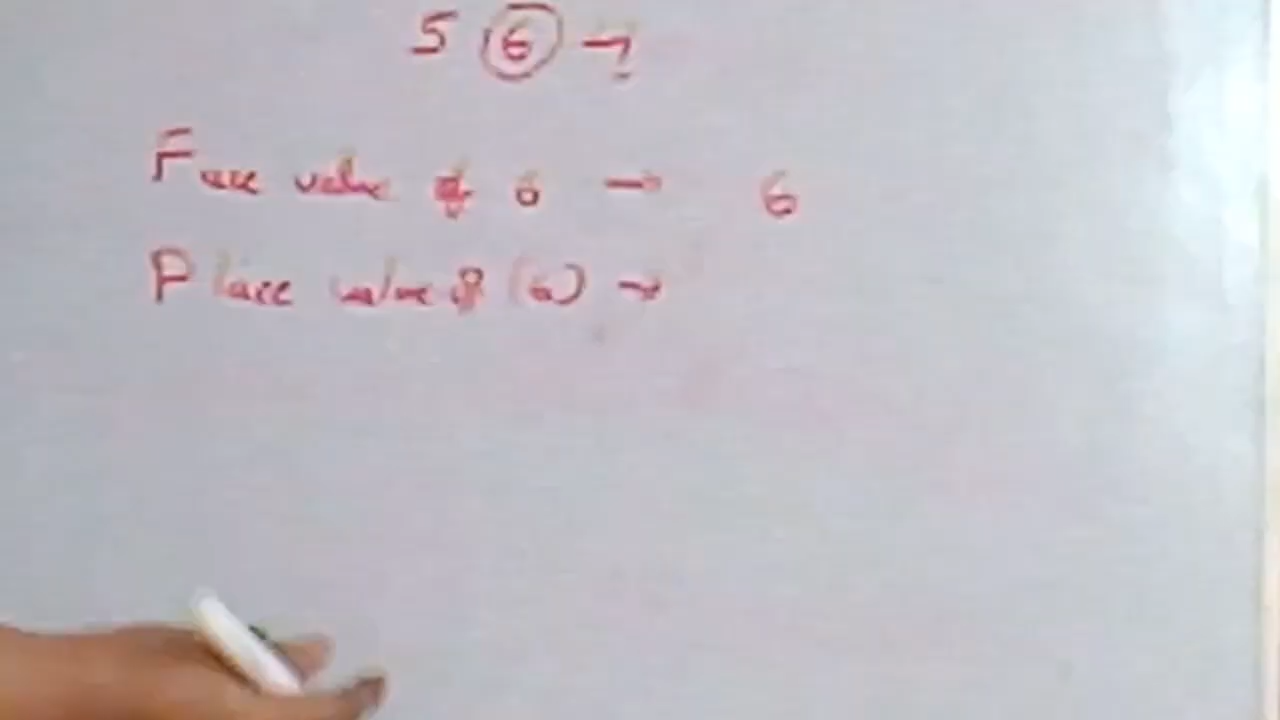 5 6 7
Face value of 6 → 6
Place value of (6) →